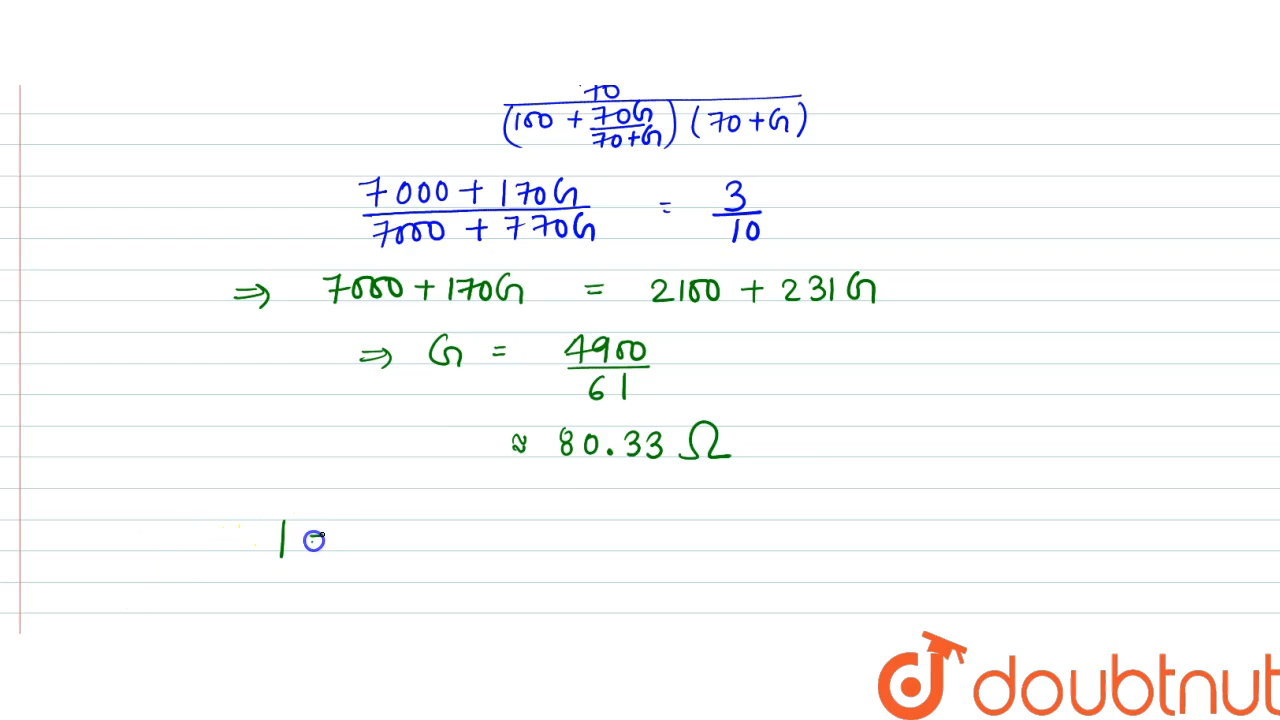 70
(100 + 70G/70+G) (70+G)
7000 + 170G / 7000 + 770G = 3/10
⇒ 7000 + 170G = 2100 + 231G
⇒ G = 4900/61
≈ 80.33 Ω
I =
doubtnut